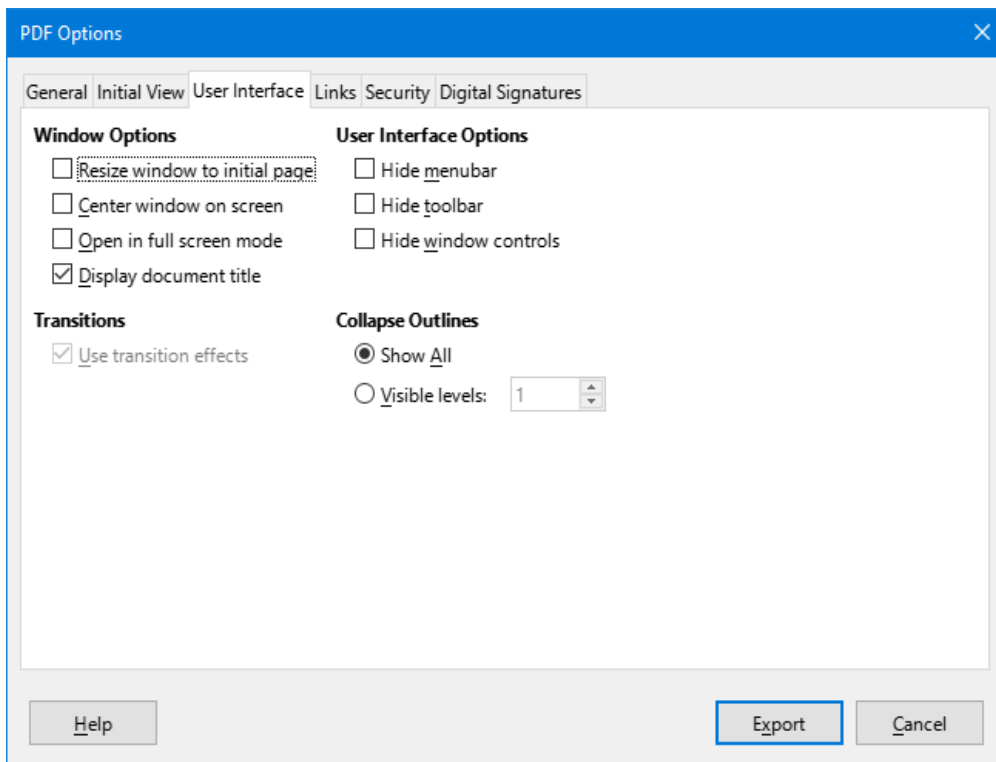 PDF Options
General Initial View User Interface Links Security Digital Signatures
Window Options
Resize window to initial page
Center window on screen
Open in full screen mode
Display document title
User Interface Options
Hide menubar
Hide toolbar
Hide window controls
Transitions
Use transition effects
Collapse Outlines
Show All
Visible levels: 1
Help Export Cancel